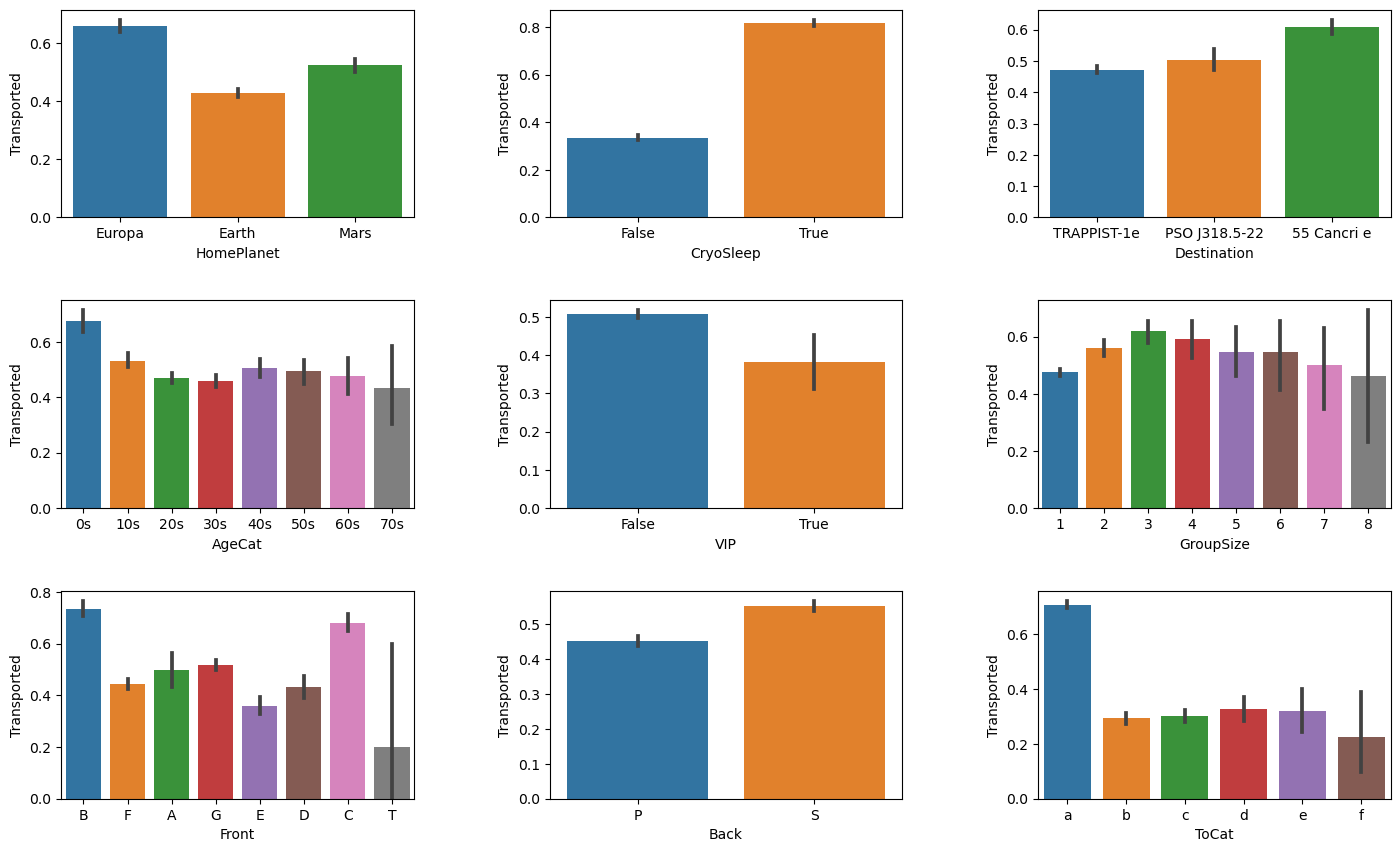 Transported
0.6
0.4
0.2
0.0
Europa Earth Mars
HomePlanet
Transported
0.8
0.6
0.4
0.2
0.0
False True
CryoSleep
Transported
0.6
0.5
0.4
0.3
0.2
0.1
0.0
TRAPPIST-1e PSO J318.5-22 55 Cancri e
Destination
Transported
0.6
0.4
0.2
0.0
0s 10s 20s 30s 40s 50s 60s 70s
AgeCat
Transported
0.5
0.4
0.3
0.2
0.1
0.0
False True
VIP
Transported
0.6
0.4
0.2
0.0
1 2 3 4 5 6 7 8
GroupSize
Transported
0.8
0.6
0.4
0.2
0.0
B F A G E D C T
Front
Transported
0.5
0.4
0.3
0.2
0.1
0.0
P S
Back
Transported
0.6
0.4
0.2
0.0
a b c d e f
ToCat